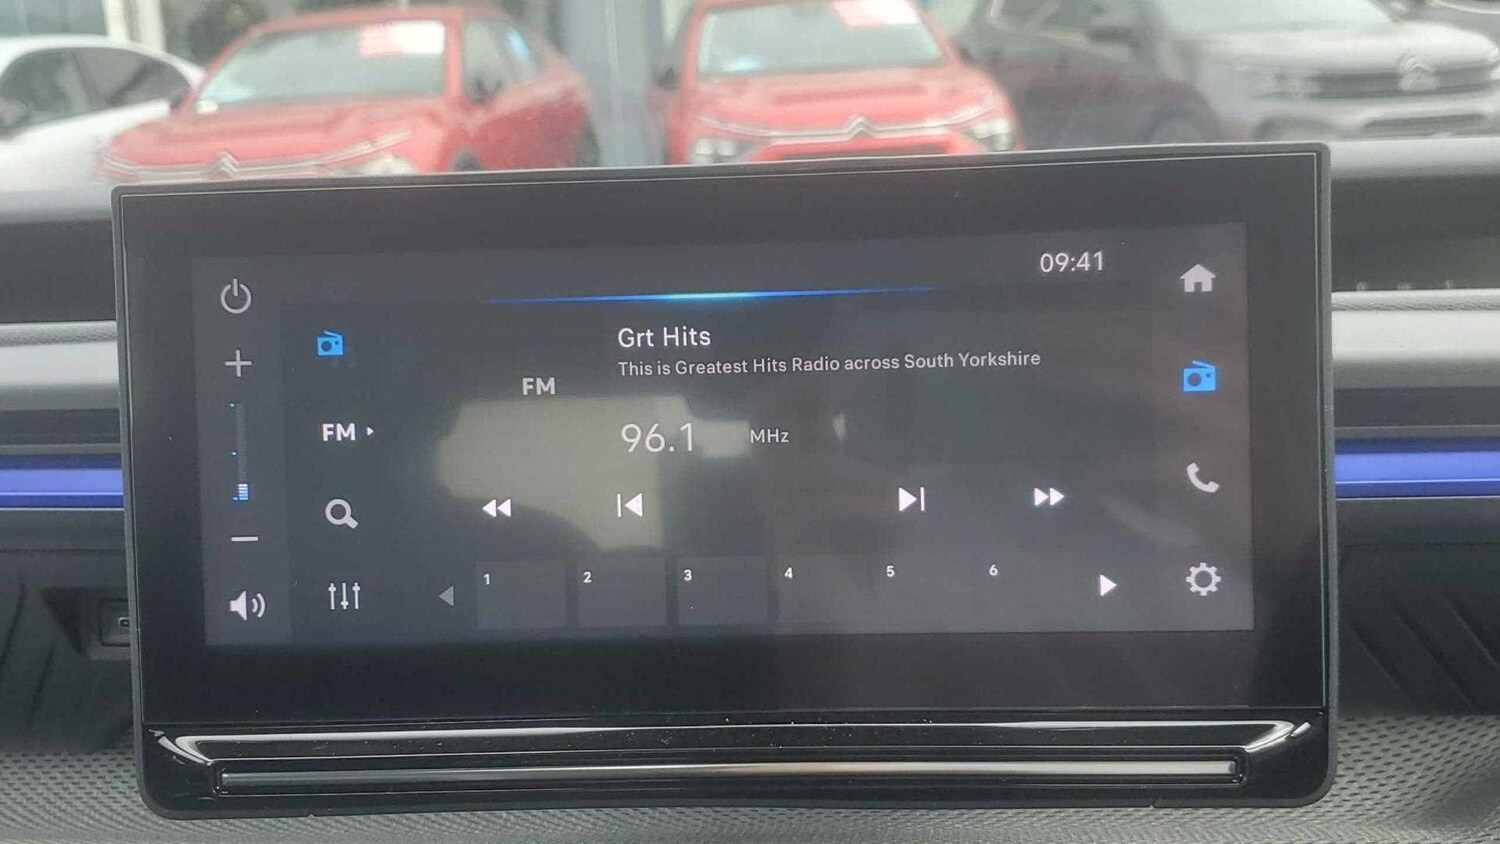 09:41
Grt Hits
This is Greatest Hits Radio across South Yorkshire
FM
FM
96.1 MHz
1 2 3 4 5 6